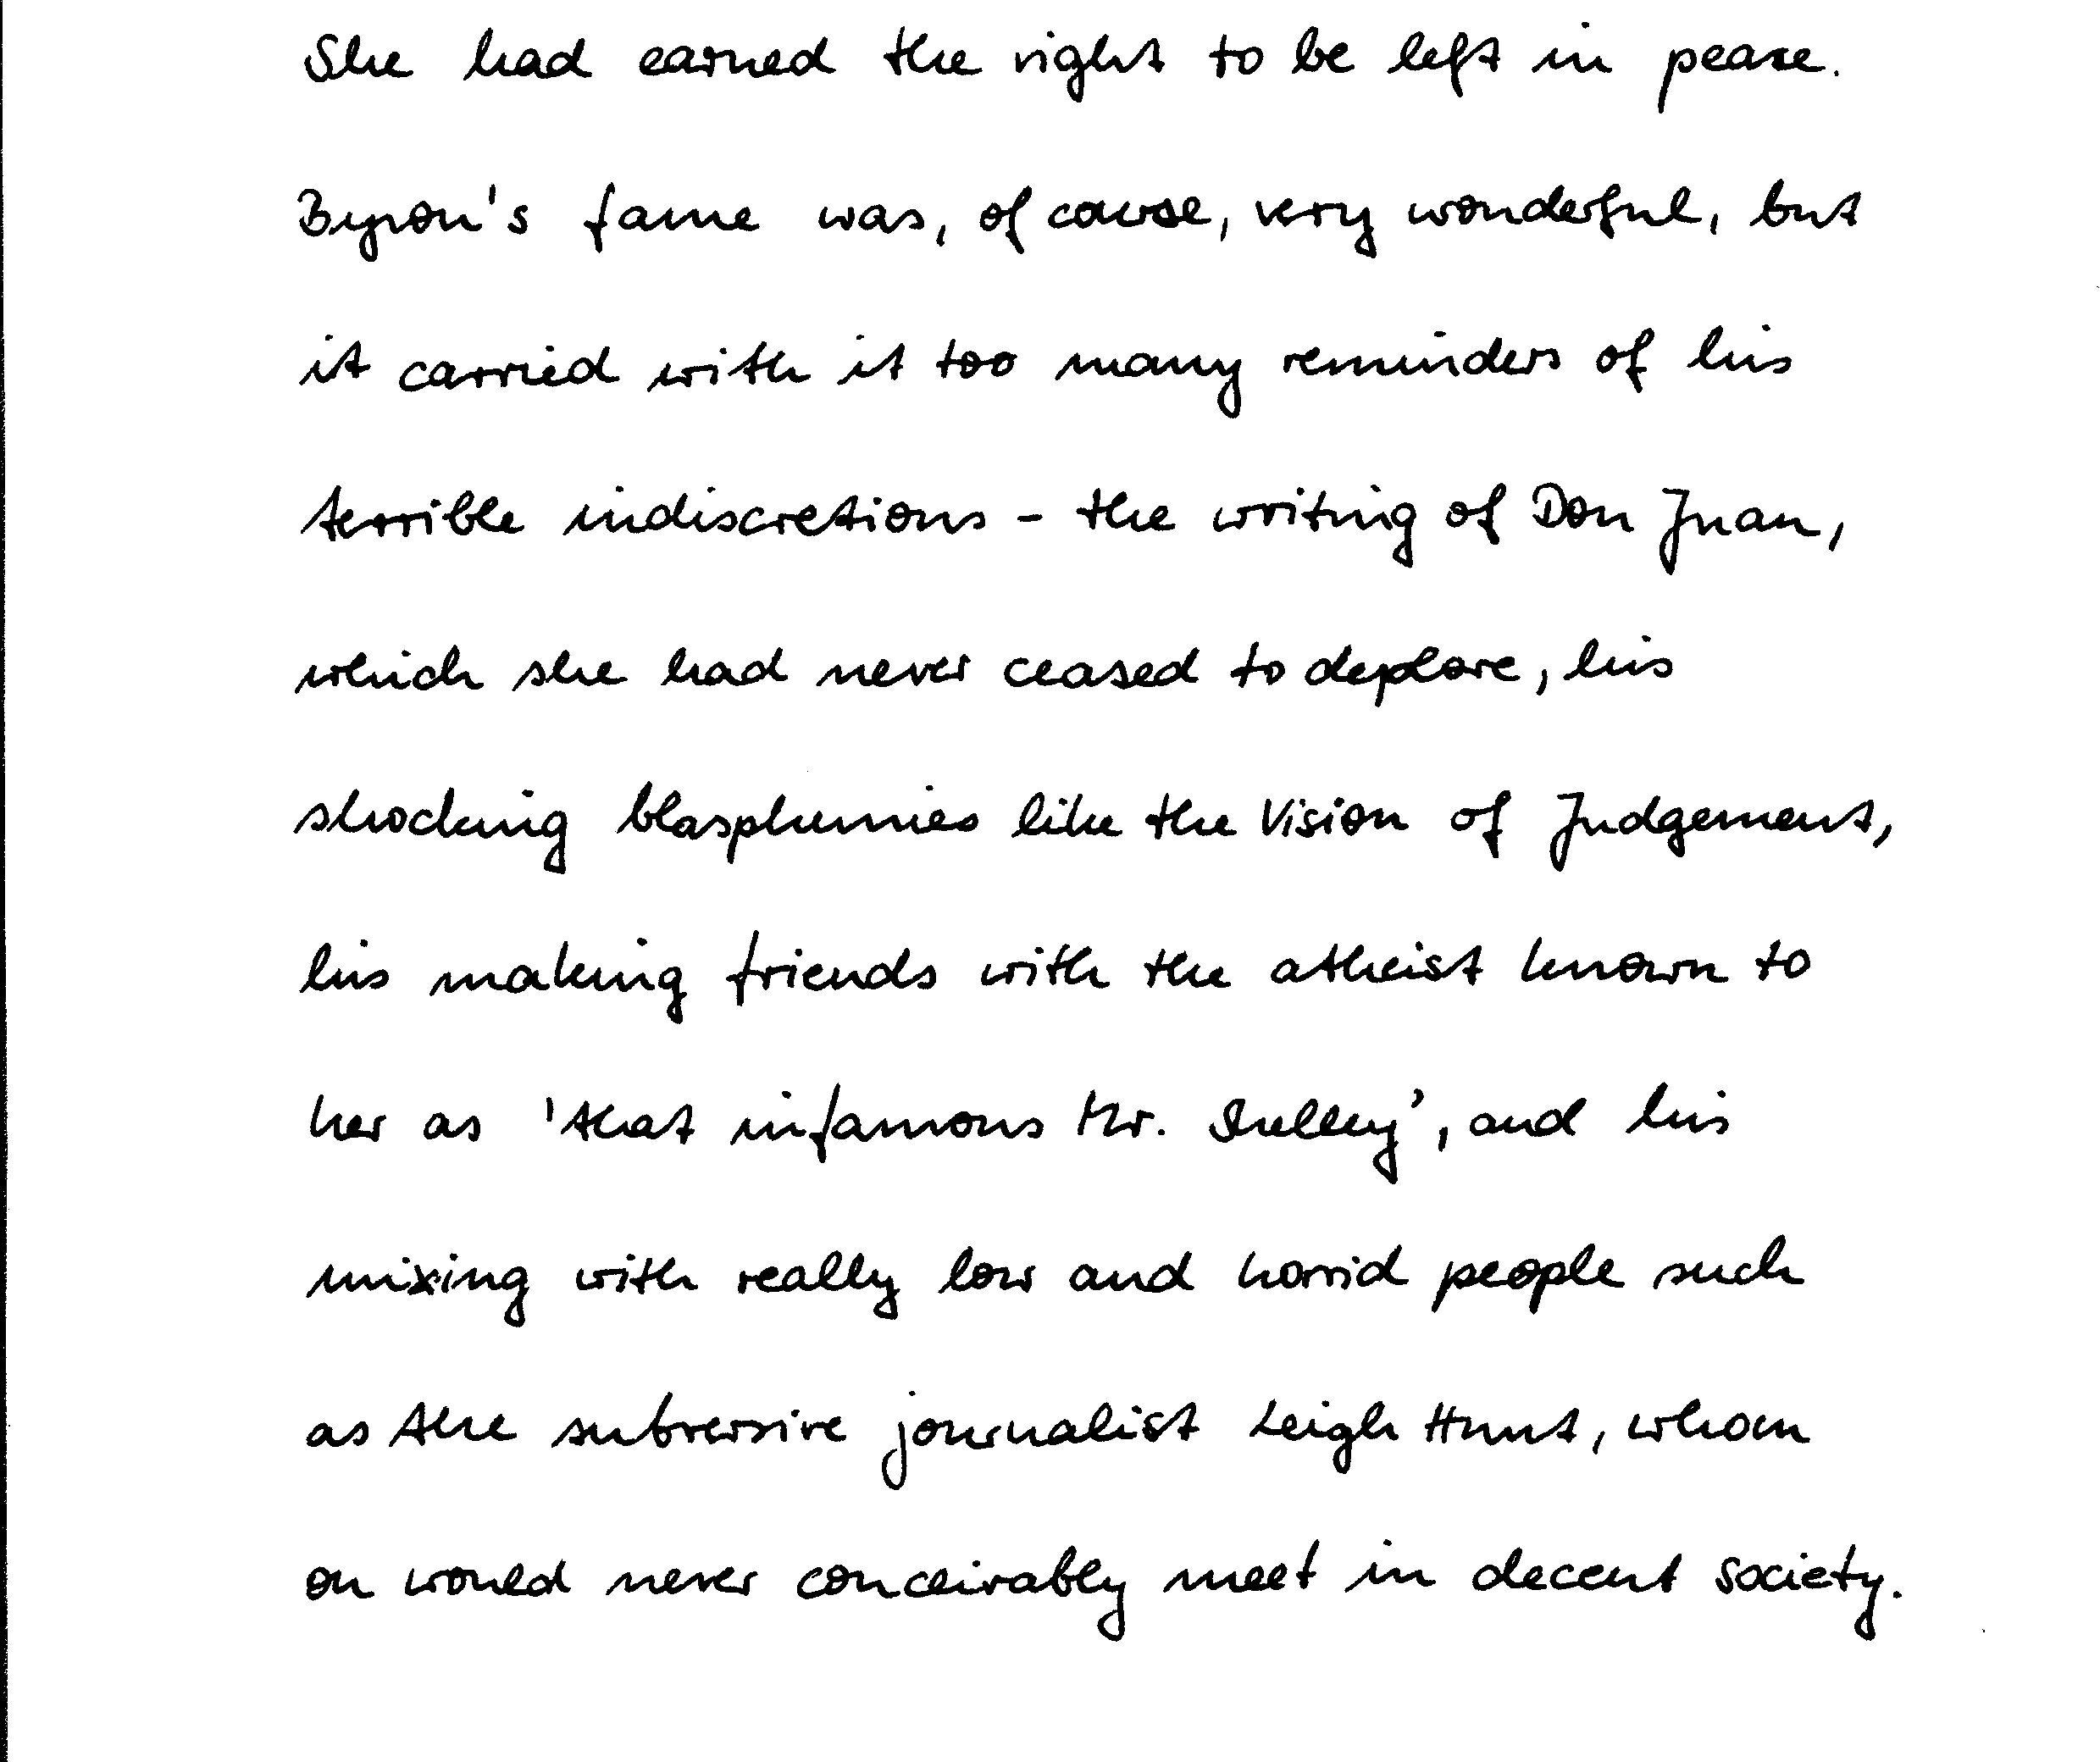 She had earned the right to be left in pease.
Byron's fame was, of course, very wonderful, but
it carried with it too many reminders of his
terrible indiscretions - the writing of Don Juan,
which she had never ceased to deplore, his
shocking blasphemies like the Vision of Judgement,
his making friends with the atheist known to
her as 'that infamous Mr. Shelley', and his
mixing with really low and horrid people such
as the subversive journalist Leigh Hunt, whom
on would never conceivably meet in decent society.